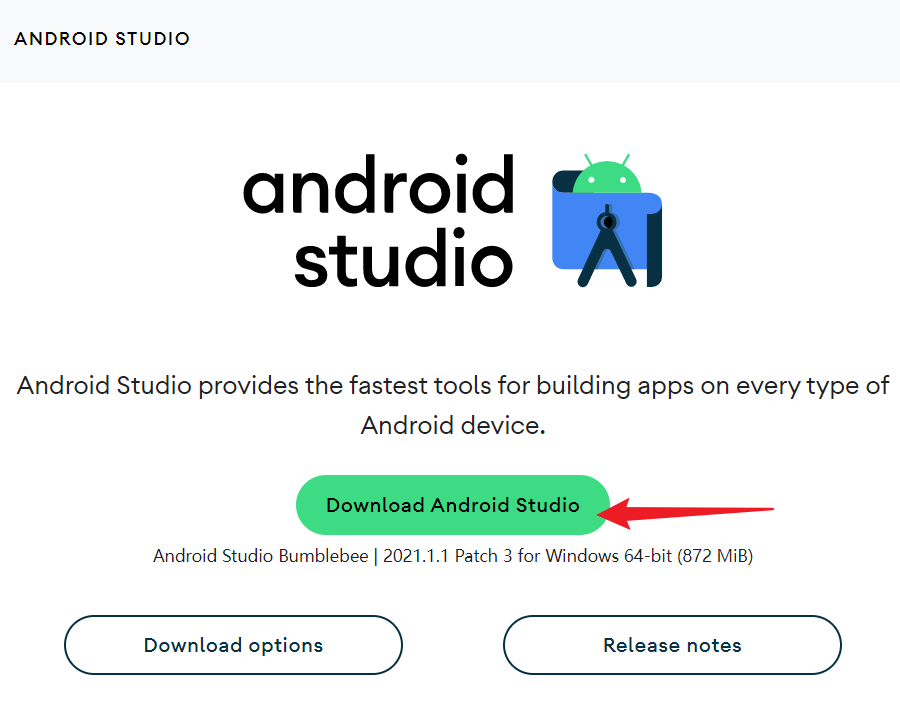 ANDROID STUDIO
android
studio
Android Studio provides the fastest tools for building apps on every type of
Android device.
Download Android Studio
Android Studio Bumblebee | 2021.1.1 Patch 3 for Windows 64-bit (872 MiB)
Download options
Release notes